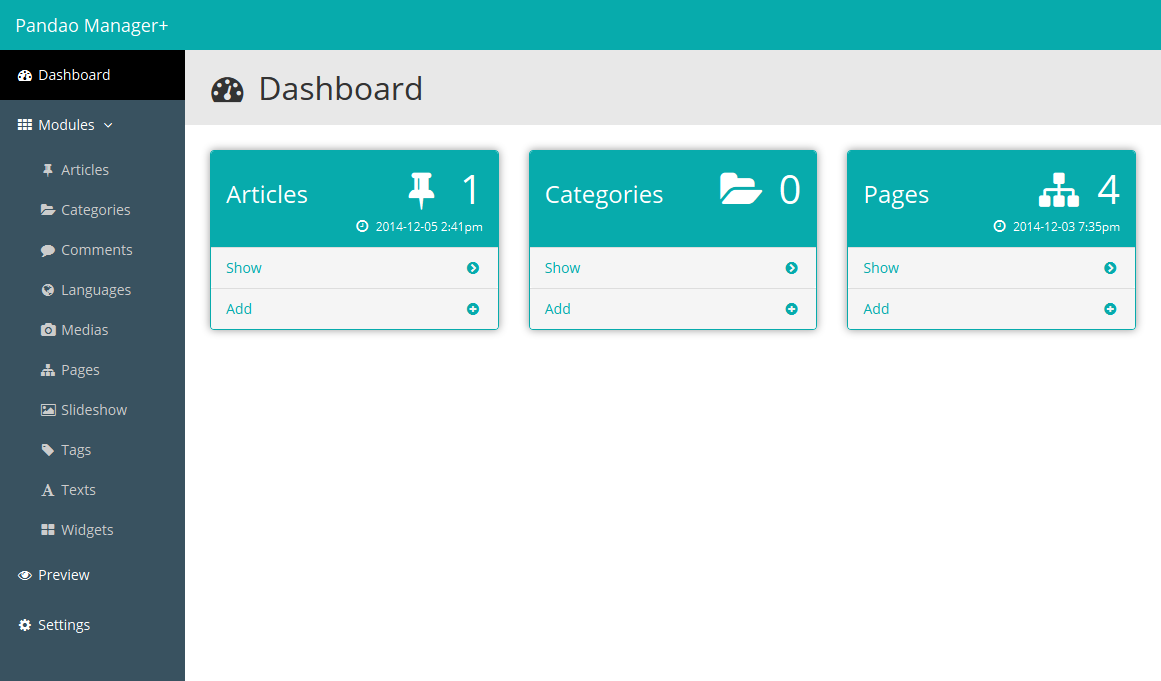 Pandao Manager+
Dashboard
Modules
Articles
Categories
Comments
Languages
Medias
Pages
Slideshow
Tags
Texts
Widgets
Preview
Settings
Dashboard
Articles 1
2014-12-05 2:41pm
Show
Add
Categories 0
Show
Add
Pages 4
2014-12-03 7:35pm
Show
Add